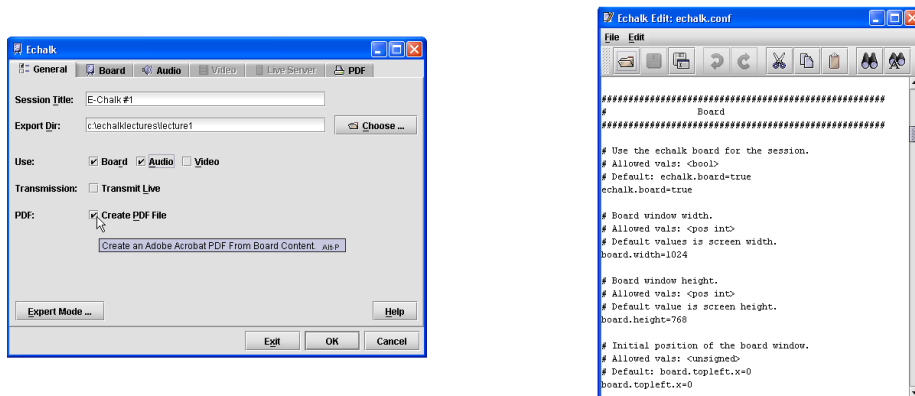 Echalk
General Board Audio Video Live Server PDF
Session Title: E-Chalk #1
Export Dir: c:\echalklectures\lecture1 Choose ...
Use: Board Audio Video
Transmission: Transmit Live
PDF: Create PDF File
Create an Adobe Acrobat PDF From Board Content. Alt-P
Expert Mode ... Help
Exit OK Cancel
Echalk Edit: echalk.conf
File Edit
#####################################################
# Board
#####################################################
# Use the echalk board for the session.
# Allowed vals: <bool>
# Default: echalk.board=true
echalk.board=true
# Board window width.
# Allowed vals: <pos int>
# Default values is screen width.
board.width=1024
# Board window height.
# Allowed vals: <pos int>
# Default value is screen height.
board.height=768
# Initial position of the board window.
# Allowed vals: <unsigned>
# Default: board.topleft.x=0
board.topleft.x=0